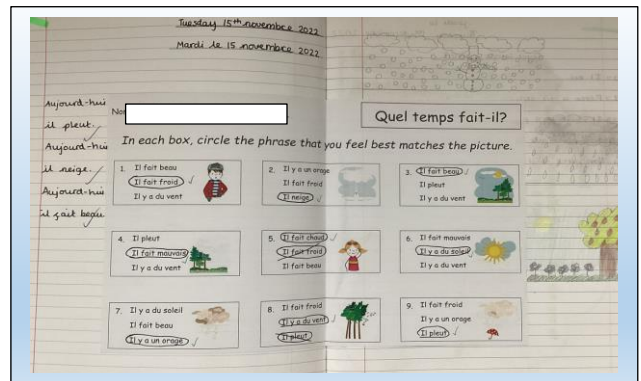 Tuesday 15th novembre 2022
Mardi le 15 novembre 2022
Aujourd-hui
il pleut.
Aujourd-hui
il neige.
Aujourd-hui
il fait beau
No
Quel temps fait-il?
In each box, circle the phrase that you feel best matches the picture.
1. Il fait beau
Il fait froid
Il y a du vent
2. Il y a un orage
Il fait froid
Il neige
3. Il fait beau
Il pleut
Il y a du vent
4. Il pleut
Il fait mauvais
Il y a du vent
5. Il fait chaud
Il fait froid
Il fait beau
6. Il fait mauvais
Il y a du soleil
Il y a du vent
7. Il y a du soleil
Il fait beau
Il y a un orage
8. Il fait froid
Il y a du vent
Il pleut
9. Il fait froid
Il y a un orage
Il pleut